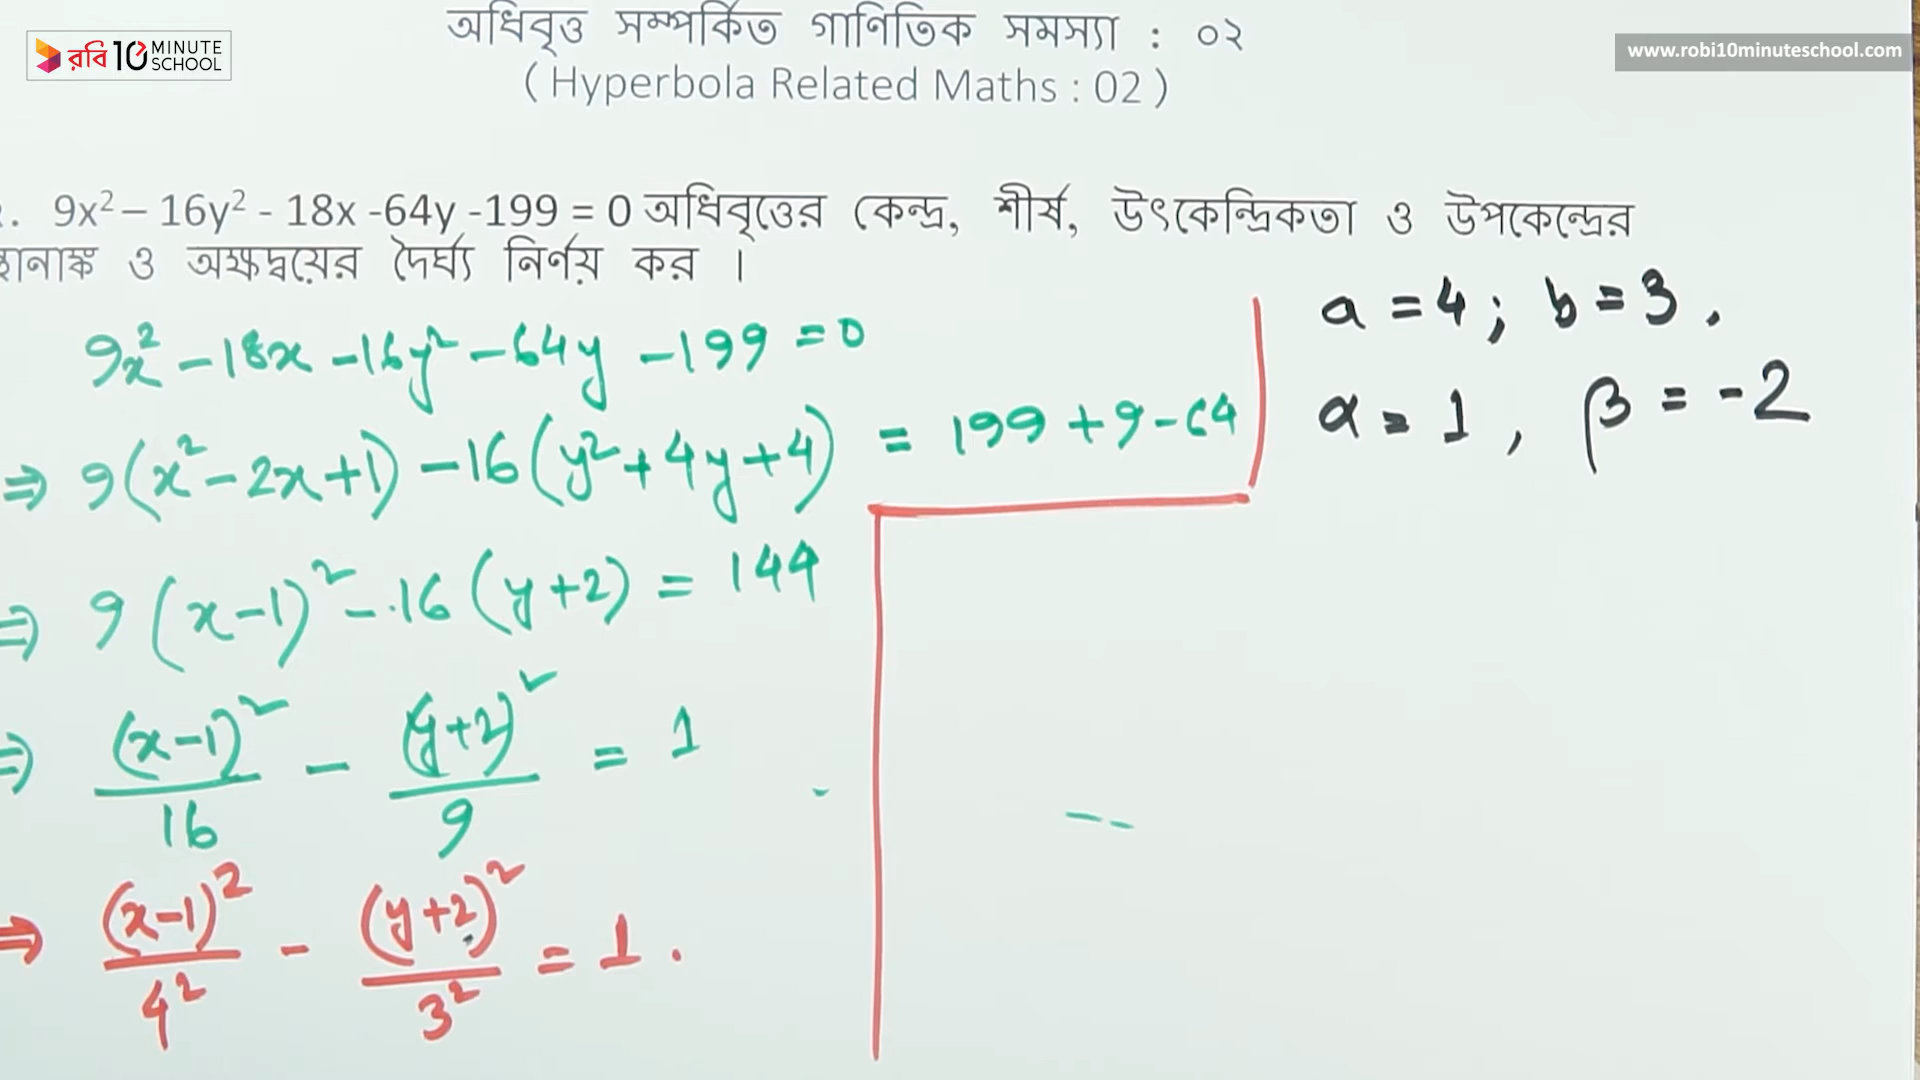 রবি 10 MINUTE SCHOOL
www.robi10minuteschool.com
অধিবৃত্ত সম্পর্কিত গাণিতিক সমস্যা : ০২
( Hyperbola Related Maths : 02 )
. 9x² – 16y² - 18x -64y -199 = 0 অধিবৃত্তের কেন্দ্র, শীর্ষ, উৎকেন্দ্রিকতা ও উপকেন্দ্রের
স্থানাঙ্ক ও অক্ষদ্বয়ের দৈর্ঘ্য নির্ণয় কর ।
9x² – 18x – 16y² – 64y – 199 = 0
⇒ 9(x² – 2x + 1) – 16(y² + 4y + 4) = 199 + 9 – 64
⇒ 9(x–1)² – 16(y+2) = 144
⇒ (x–1)²/16 – (y+2)²/9 = 1
⇒ (x–1)²/4² – (y+2)²/3² = 1.
a = 4 ; b = 3 .
α = 1 , β = -2